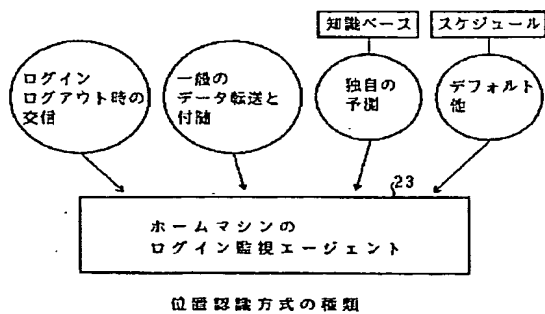 知識ベース
スケジュール
ログイン
ログアウト時の
交信
一般の
データ転送と
付随
独自の
予測
デフォルト
他
23
ホームマシンの
ログイン監視エージェント
位置認識方式の種類